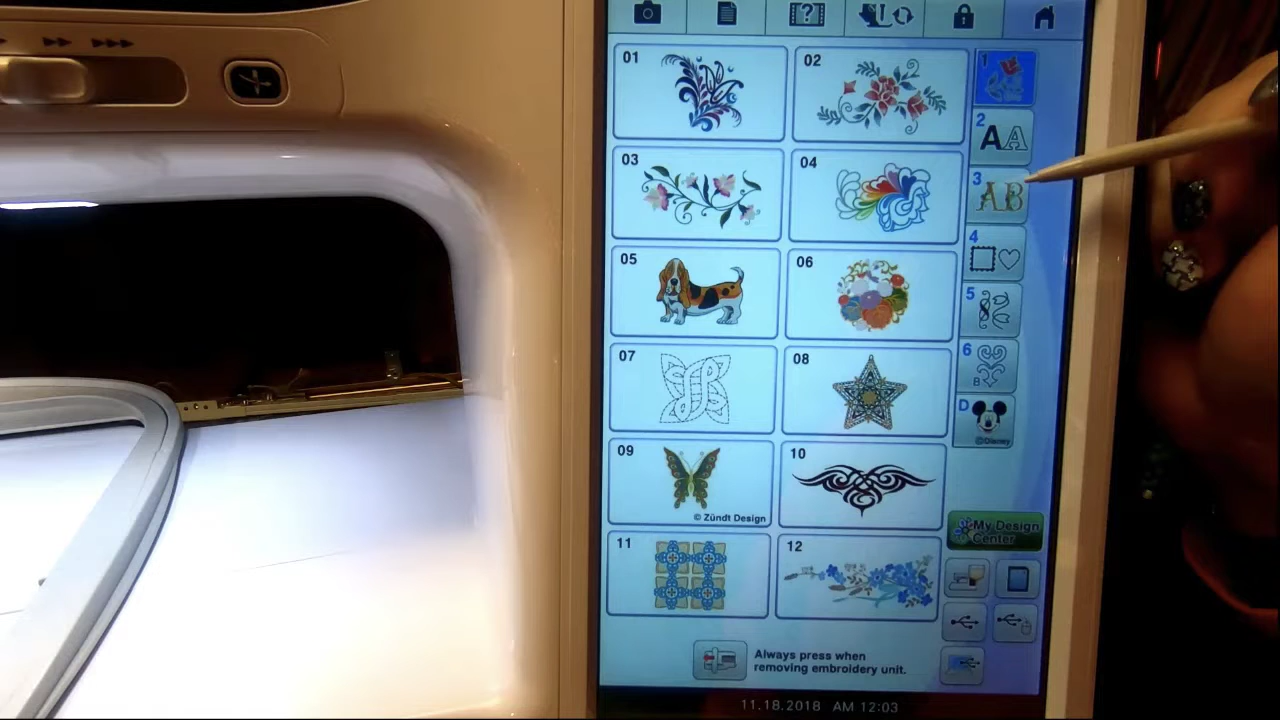 ?
01
02
1
2
AA
03
04
3
AB
4
05
06
5
07
08
6
B
D
©Disney
09
© Zündt Design
10
My Design
Center
11
12
Always press when
removing embroidery unit.
11.18.2018 AM 12:03